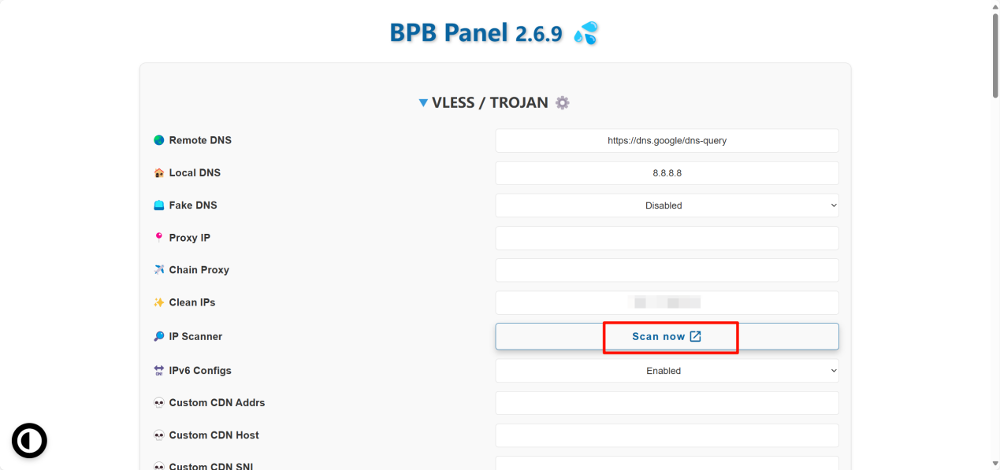 BPB Panel 2.6.9 💦
VLESS / TROJAN ⚙️
Remote DNS https://dns.google/dns-query
Local DNS 8.8.8.8
Fake DNS Disabled
Proxy IP
Chain Proxy
Clean IPs
IP Scanner Scan now
IPv6 Configs Enabled
Custom CDN Addrs
Custom CDN Host
Custom CDN SNI